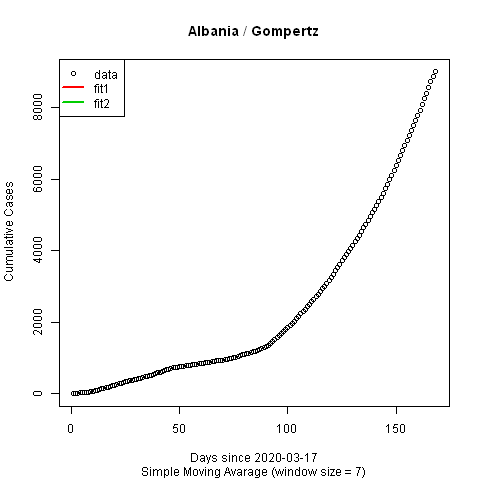 Albania / Gompertz
data
fit1
fit2
Cumulative Cases
8000
6000
4000
2000
0
0 50 100 150
Days since 2020-03-17
Simple Moving Avarage (window size = 7)